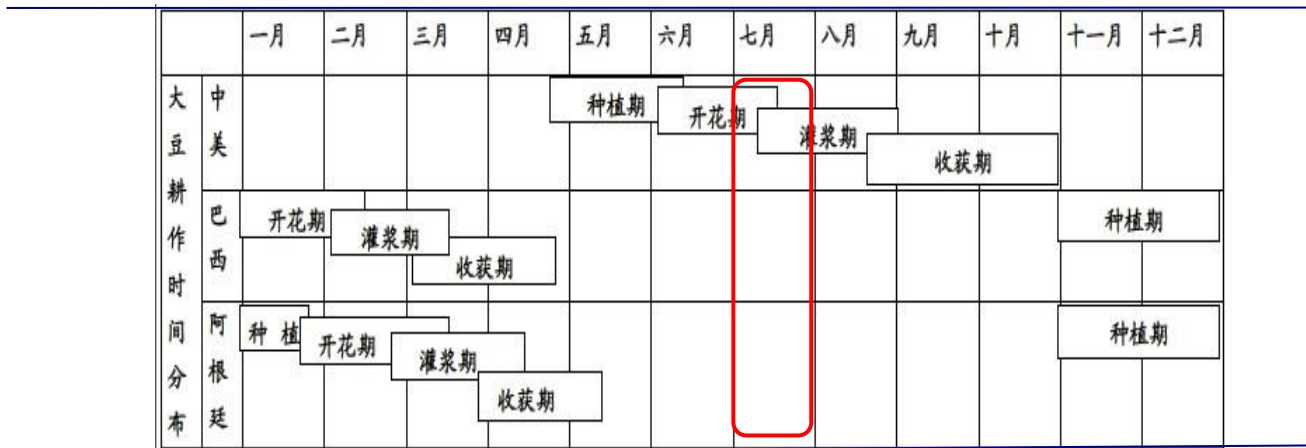 一月 二月 三月 四月 五月 六月 七月 八月 九月 十月 十一月 十二月
大豆耕作时间分布
中美
种植期
开花期
灌浆期
收获期
巴西
开花期
灌浆期
收获期
种植期
阿根廷
种 植
开花期
灌浆期
收获期
种植期